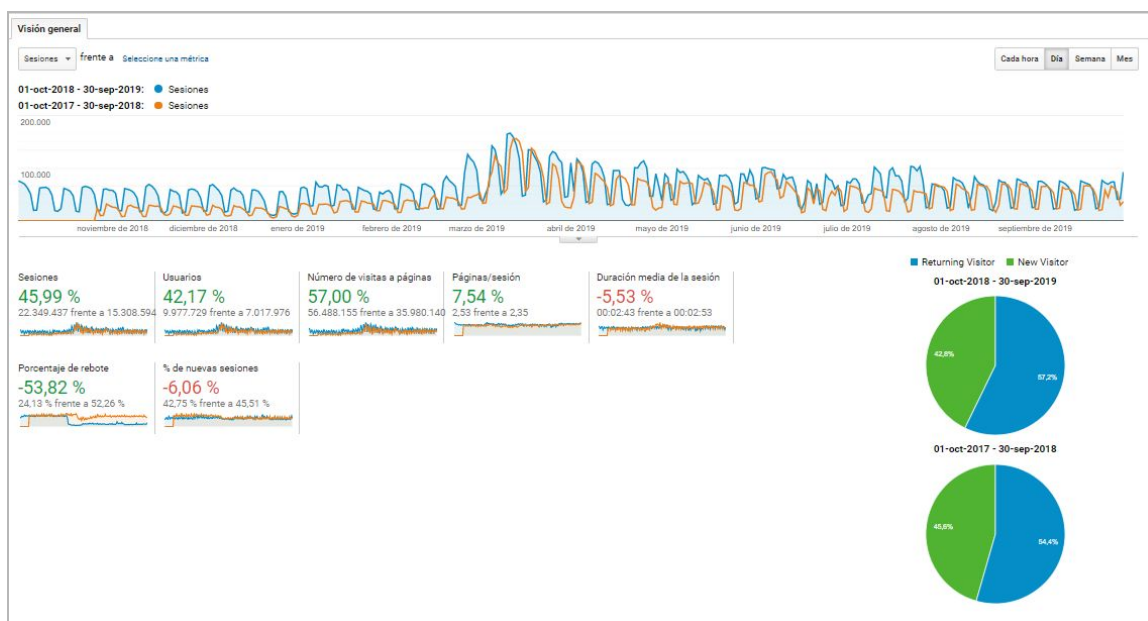 Visión general
Sesiones frente a Seleccione una métrica
Cada hora Día Semana Mes
01-oct-2018 - 30-sep-2019: Sesiones
01-oct-2017 - 30-sep-2018: Sesiones
200.000
100.000
noviembre de 2018 diciembre de 2018 enero de 2019 febrero de 2019 marzo de 2019 abril de 2019 mayo de 2019 junio de 2019 julio de 2019 agosto de 2019 septiembre de 2019
Sesiones
45,99 %
22.349.437 frente a 15.308.594
Usuarios
42,17 %
9.977.729 frente a 7.017.976
Número de visitas a páginas
57,00 %
56.488.155 frente a 35.980.140
Páginas/sesión
7,54 %
2,53 frente a 2,35
Duración media de la sesión
-5,53 %
00:02:43 frente a 00:02:53
Porcentaje de rebote
-53,82 %
24,13 % frente a 52,26 %
% de nuevas sesiones
-6,06 %
42,75 % frente a 45,51 %
Returning Visitor New Visitor
01-oct-2018 - 30-sep-2019
42,8%
57,2%
01-oct-2017 - 30-sep-2018
45,6%
54,4%